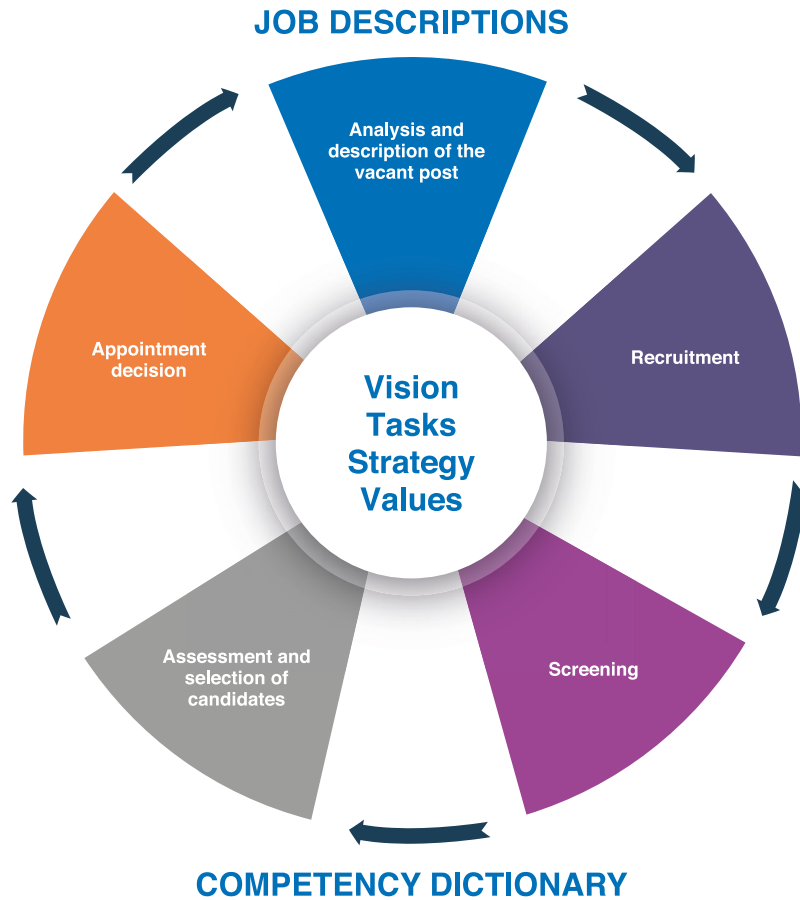 JOB DESCRIPTIONS
Analysis and
description of the
vacant post
Recruitment
Screening
Assessment and
selection of
candidates
Appointment
decision
Vision
Tasks
Strategy
Values
COMPETENCY DICTIONARY